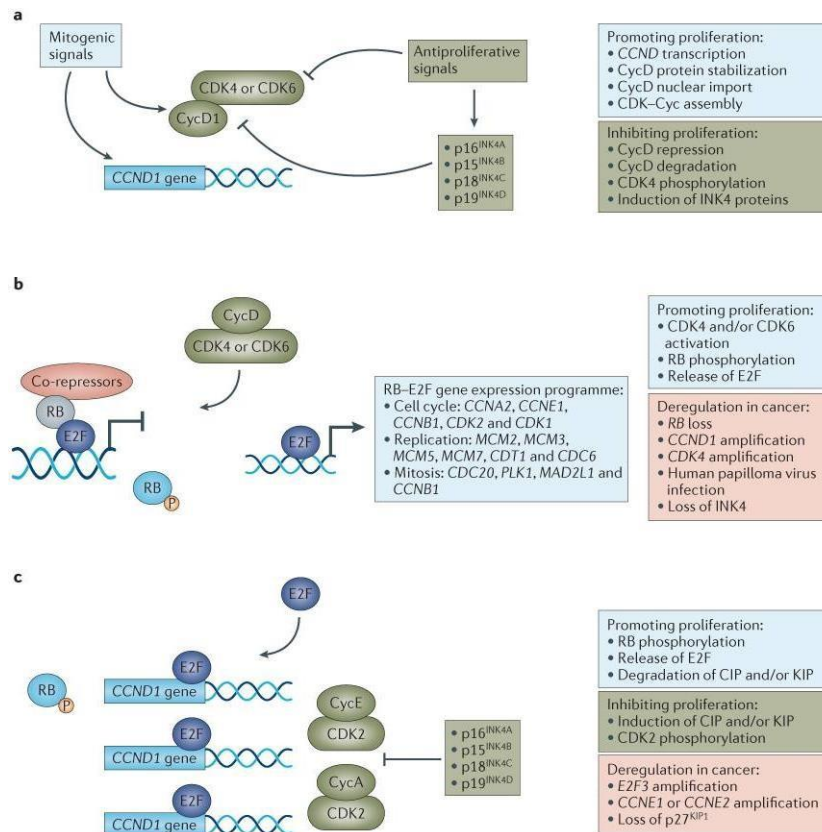 a
Mitogenic
signals
CDK4 or CDK6
CycD1
CCND1 gene
Antiproliferative
signals
• p16INK4A
• p15INK4B
• p18INK4C
• p19INK4D
Promoting proliferation:
• CCND transcription
• CycD protein stabilization
• CycD nuclear import
• CDK–Cyc assembly
Inhibiting proliferation:
• CycD repression
• CycD degradation
• CDK4 phosphorylation
• Induction of INK4 proteins
b
CycD
CDK4 or CDK6
Co-repressors
RB
E2F
RB
P
E2F
RB–E2F gene expression programme:
• Cell cycle: CCNA2, CCNE1,
CCNB1, CDK2 and CDK1
• Replication: MCM2, MCM3,
MCM5, MCM7, CDT1 and CDC6
• Mitosis: CDC20, PLK1, MAD2L1 and
CCNB1
Promoting proliferation:
• CDK4 and/or CDK6
activation
• RB phosphorylation
• Release of E2F
Deregulation in cancer:
• RB loss
• CCND1 amplification
• CDK4 amplification
• Human papilloma virus
infection
• Loss of INK4
c
E2F
RB
P
E2F
CCND1 gene
E2F
CCND1 gene
E2F
CCND1 gene
CycE
CDK2
CycA
CDK2
• p16INK4A
• p15INK4B
• p18INK4C
• p19INK4D
Promoting proliferation:
• RB phosphorylation
• Release of E2F
• Degradation of CIP and/or KIP
Inhibiting proliferation:
• Induction of CIP and/or KIP
• CDK2 phosphorylation
Deregulation in cancer:
• E2F3 amplification
• CCNE1 or CCNE2 amplification
• Loss of p27KIP1